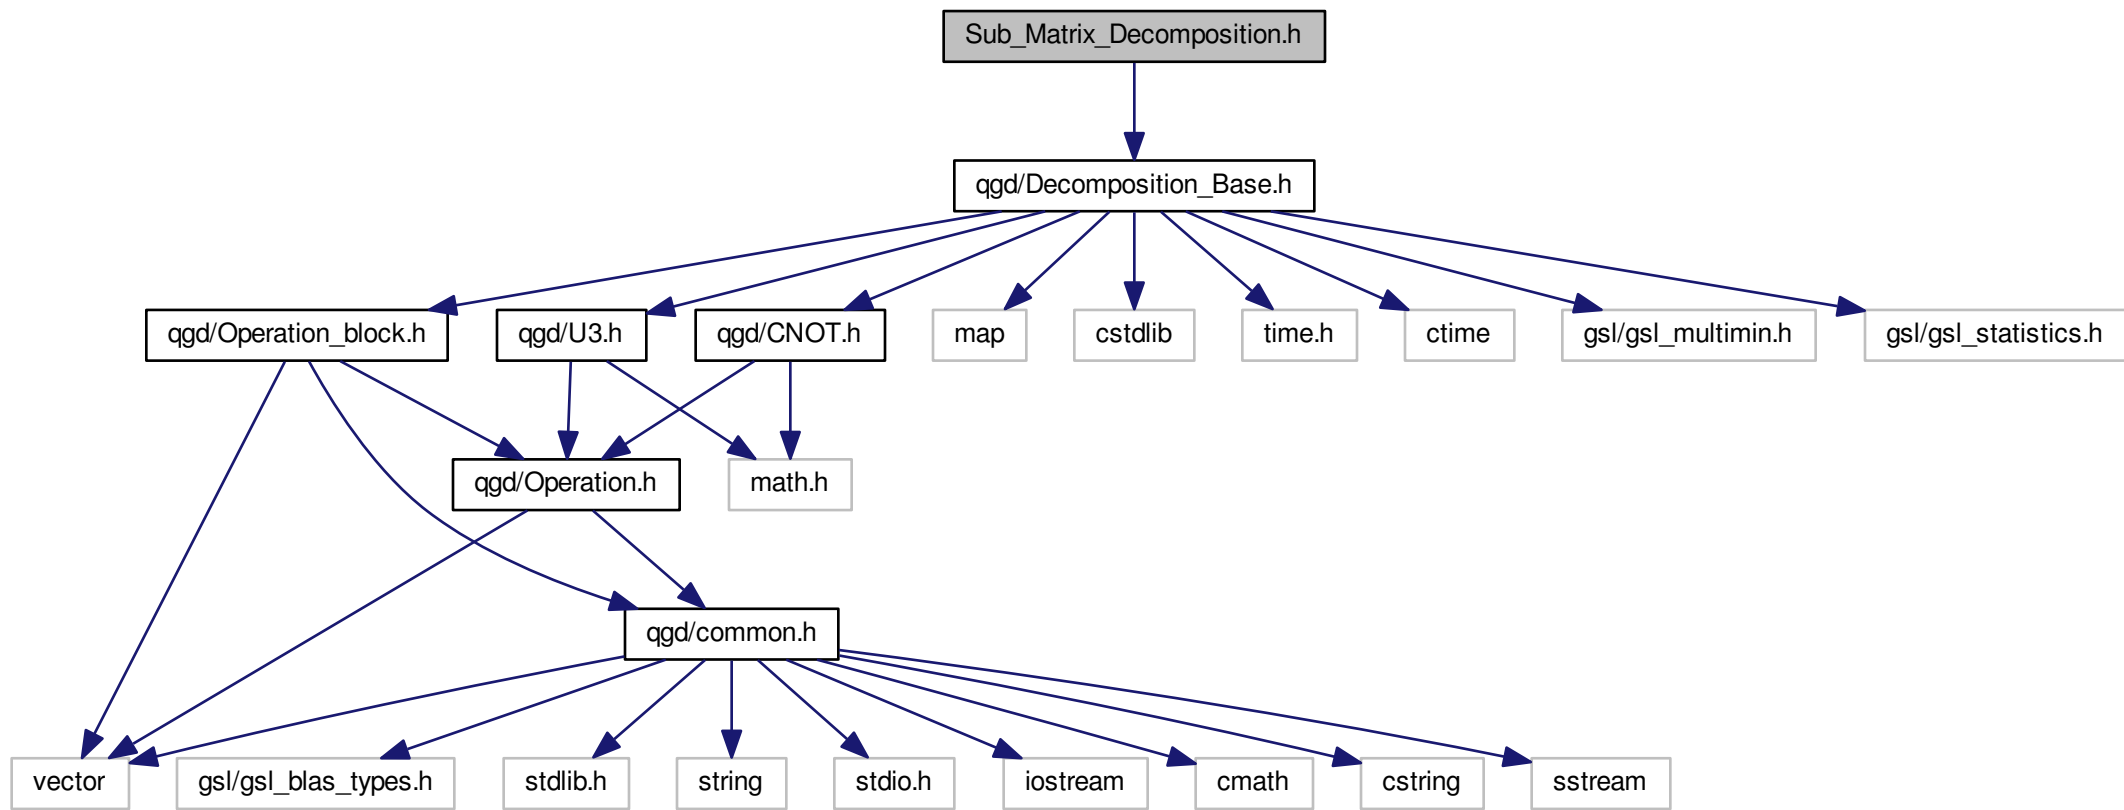 Sub_Matrix_Decomposition.h
qgd/Decomposition_Base.h
qgd/Operation_block.h
qgd/U3.h
qgd/CNOT.h
map
cstdlib
time.h
ctime
gsl/gsl_multimin.h
gsl/gsl_statistics.h
qgd/Operation.h
math.h
qgd/common.h
vector
gsl/gsl_blas_types.h
stdlib.h
string
stdio.h
iostream
cmath
cstring
sstream